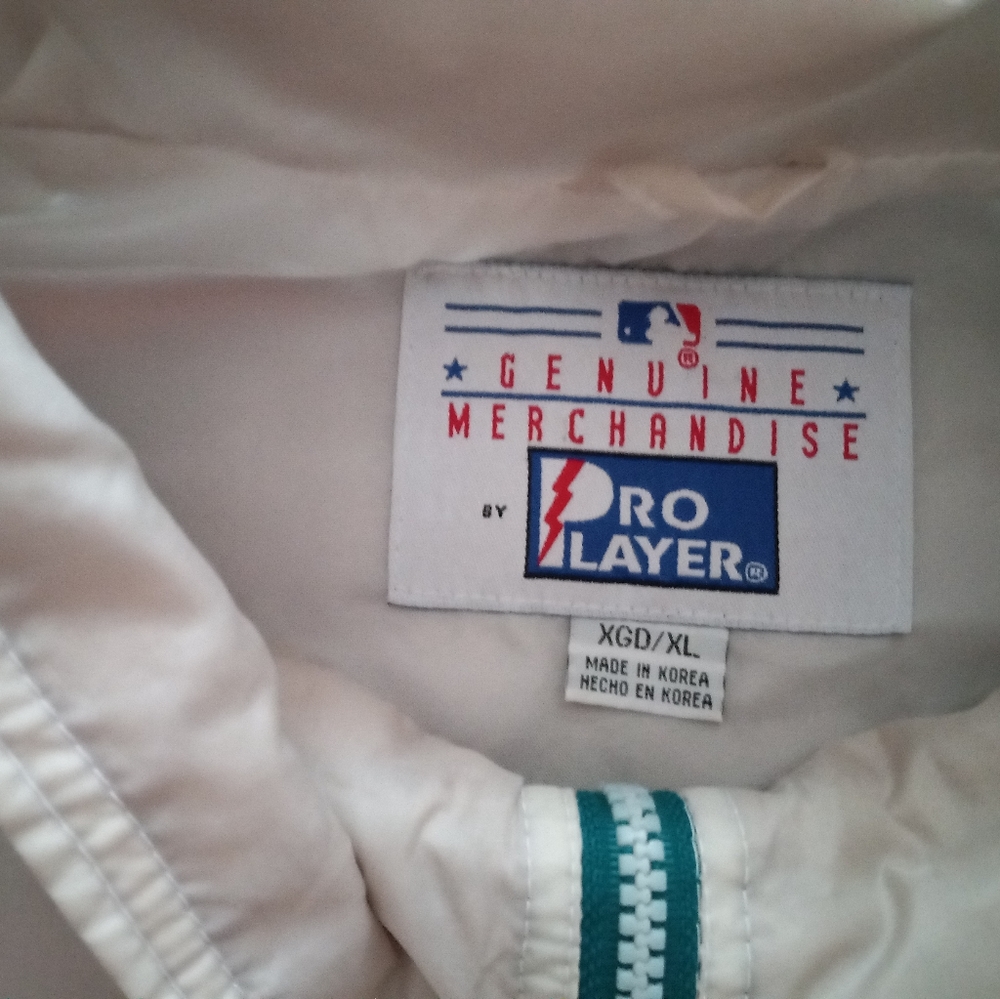 ®
GENUINE
MERCHANDISE
BY PRO
PLAYER®
XGD/XL
MADE IN KOREA
HECHO EN KOREA